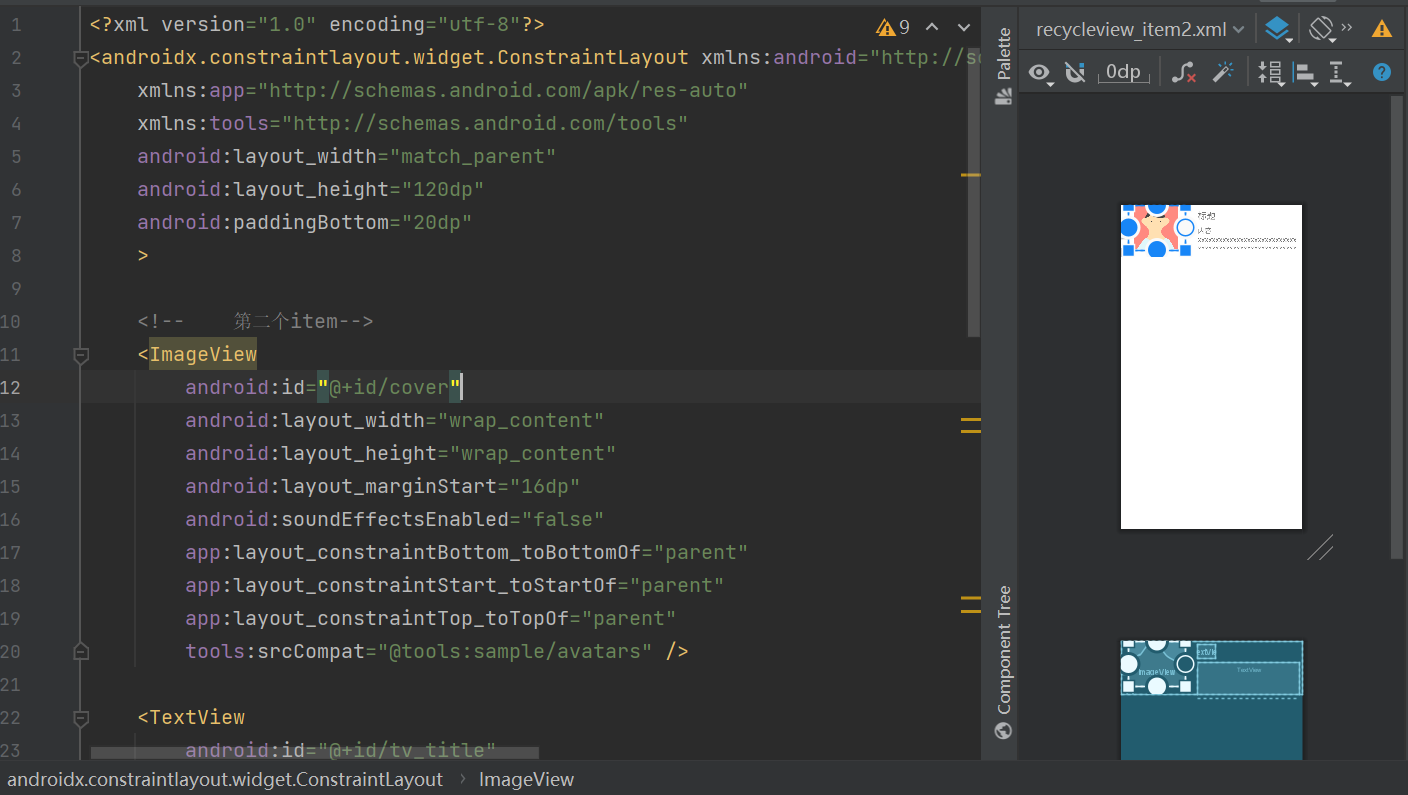 1 <?xml version="1.0" encoding="utf-8"?>
2 <androidx.constraintlayout.widget.ConstraintLayout xmlns:android="http://s
3 xmlns:app="http://schemas.android.com/apk/res-auto"
4 xmlns:tools="http://schemas.android.com/tools"
5 android:layout_width="match_parent"
6 android:layout_height="120dp"
7 android:paddingBottom="20dp"
8 >
9
10 <!-- 第二个item-->
11 <ImageView
12 android:id="@+id/cover"
13 android:layout_width="wrap_content"
14 android:layout_height="wrap_content"
15 android:layout_marginStart="16dp"
16 android:soundEffectsEnabled="false"
17 app:layout_constraintBottom_toBottomOf="parent"
18 app:layout_constraintStart_toStartOf="parent"
19 app:layout_constraintTop_toTopOf="parent"
20 tools:srcCompat="@tools:sample/avatars" />
21
22 <TextView
23 android:id="@+id/tv_title"
9
androidx.constraintlayout.widget.ConstraintLayout › ImageView
Palette
Component Tree
recycleview_item2.xml
0dp
标题
ImageView
TextView